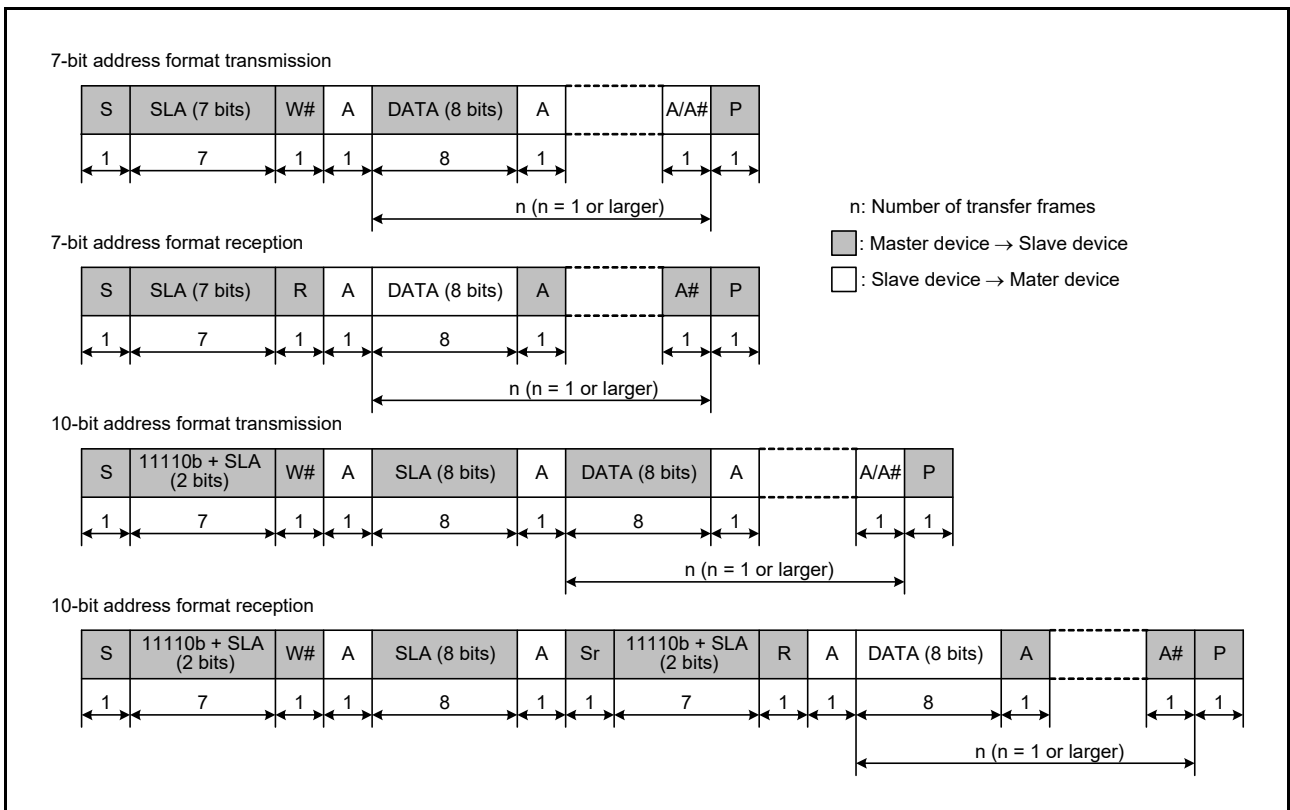 7-bit address format transmission
S SLA (7 bits) W# A DATA (8 bits) A A/A# P
1 7 1 1 8 1 1 1
n (n = 1 or larger)
n: Number of transfer frames
: Master device → Slave device
: Slave device → Mater device
7-bit address format reception
S SLA (7 bits) R A DATA (8 bits) A A# P
1 7 1 1 8 1 1 1
n (n = 1 or larger)
10-bit address format transmission
S 11110b + SLA (2 bits) W# A SLA (8 bits) A DATA (8 bits) A A/A# P
1 7 1 1 8 1 8 1 1 1
n (n = 1 or larger)
10-bit address format reception
S 11110b + SLA (2 bits) W# A SLA (8 bits) A Sr 11110b + SLA (2 bits) R A DATA (8 bits) A A# P
1 7 1 1 8 1 1 7 1 1 8 1 1 1
n (n = 1 or larger)